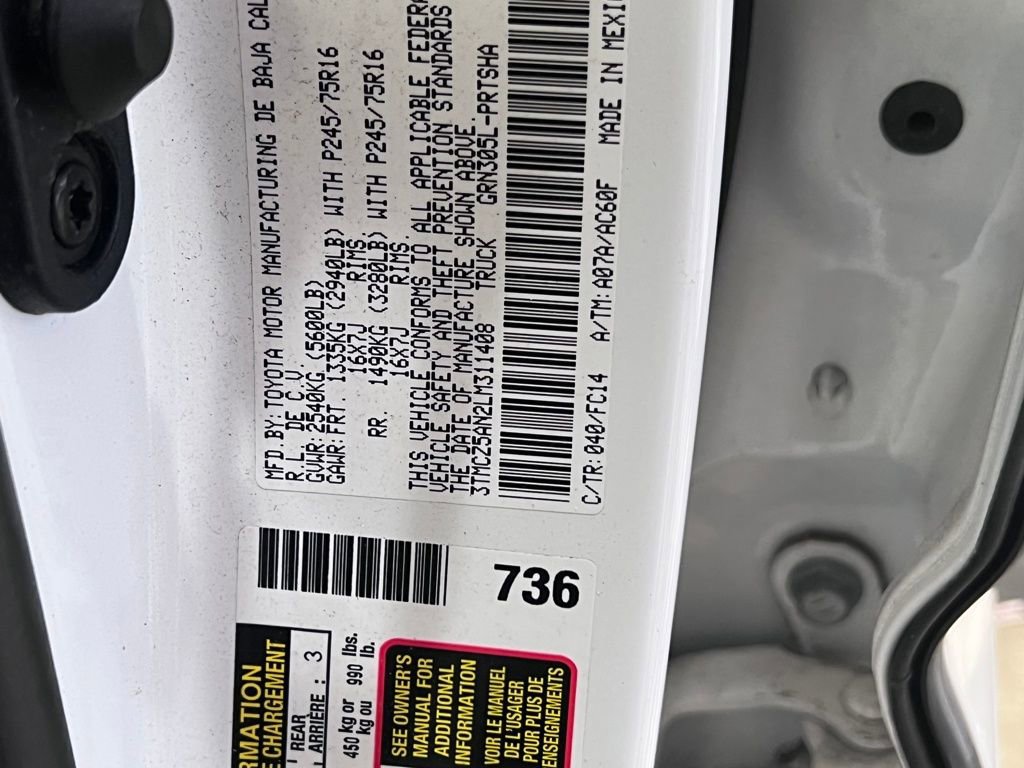 MFD.BY:TOYOTA MOTOR MANUFACTURING DE BAJA CAL
R.L. DE C.V.
GVWR:2540KG (5600LB)
GAWR:FRT. 1335KG (2940LB) WITH P245/75R16
16X7J RIMS
RR. 1490KG (3280LB) WITH P245/75R16
16X7J RIMS
THIS VEHICLE CONFORMS TO ALL APPLICABLE FEDERA
VEHICLE SAFETY AND THEFT PREVENTION STANDARDS
THE DATE OF MANUFACTURE SHOWN ABOVE.
3TMCZ5AN2LM311408 TRUCK GRN305L-PRTSHA
C/TR:040/FC14 A/TM:A07A/AC60F MADE IN MEXIC
736
RMATION
E CHARGEMENT
REAR
ARRIÈRE : 3
450 kg or 990 lbs.
kg ou lb.
SEE OWNER'S
MANUAL FOR
ADDITIONAL
INFORMATION
VOIR LE MANUEL
DE L'USAGER
POUR PLUS DE
RENSEIGNEMENTS